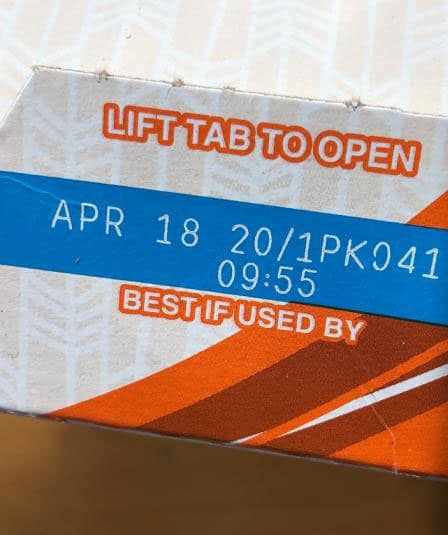 LIFT TAB TO OPEN
APR 18 20/1PK041
09:55
BEST IF USED BY